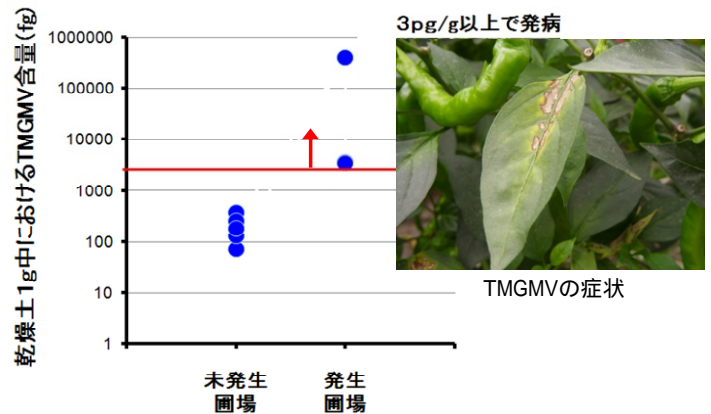 3pg/g以上で発病
乾燥土1g中におけるTMGMV含量(fg)
1000000
100000
10000
1000
100
10
1
未発生
圃場
発生
圃場
TMGMVの症状